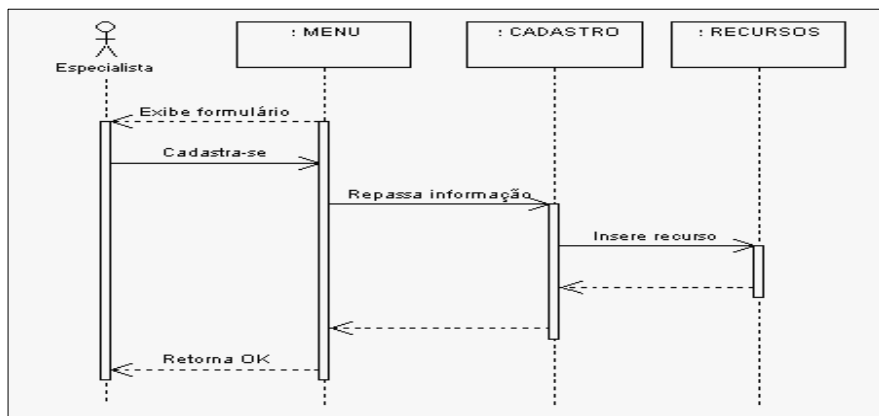 : MENU
: CADASTRO
: RECURSOS
Especialista
Exibe formulário
Cadastra-se
Repassa informação
Insere recurso
Retorna OK